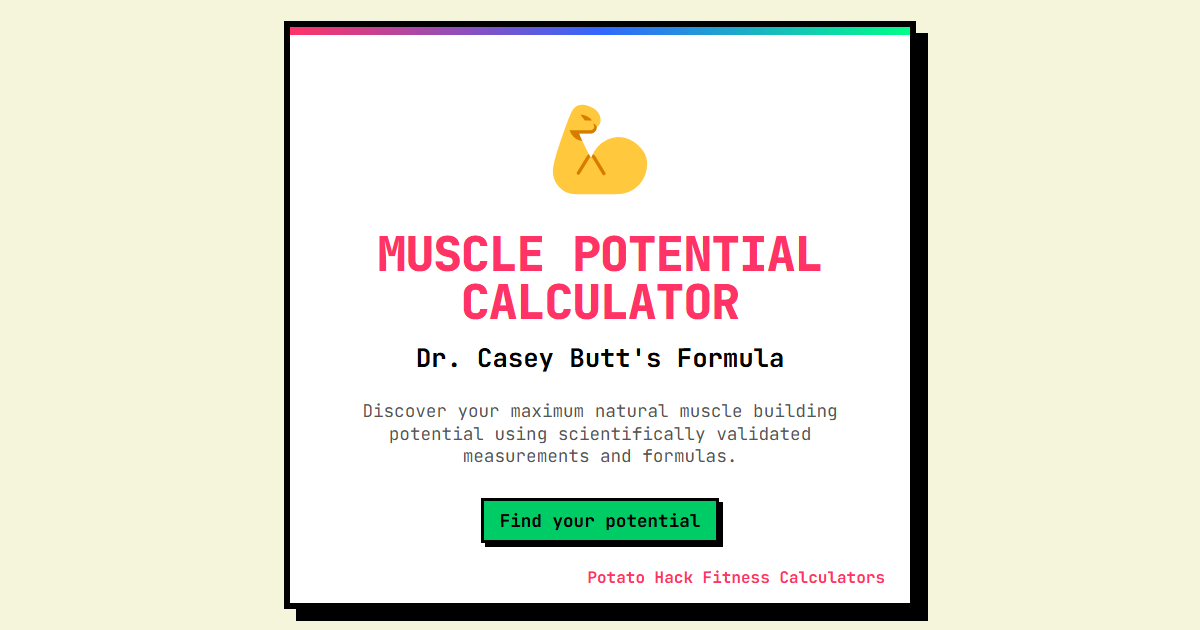 MUSCLE POTENTIAL
CALCULATOR
Dr. Casey Butt's Formula
Discover your maximum natural muscle building
potential using scientifically validated
measurements and formulas.
Find your potential
Potato Hack Fitness Calculators